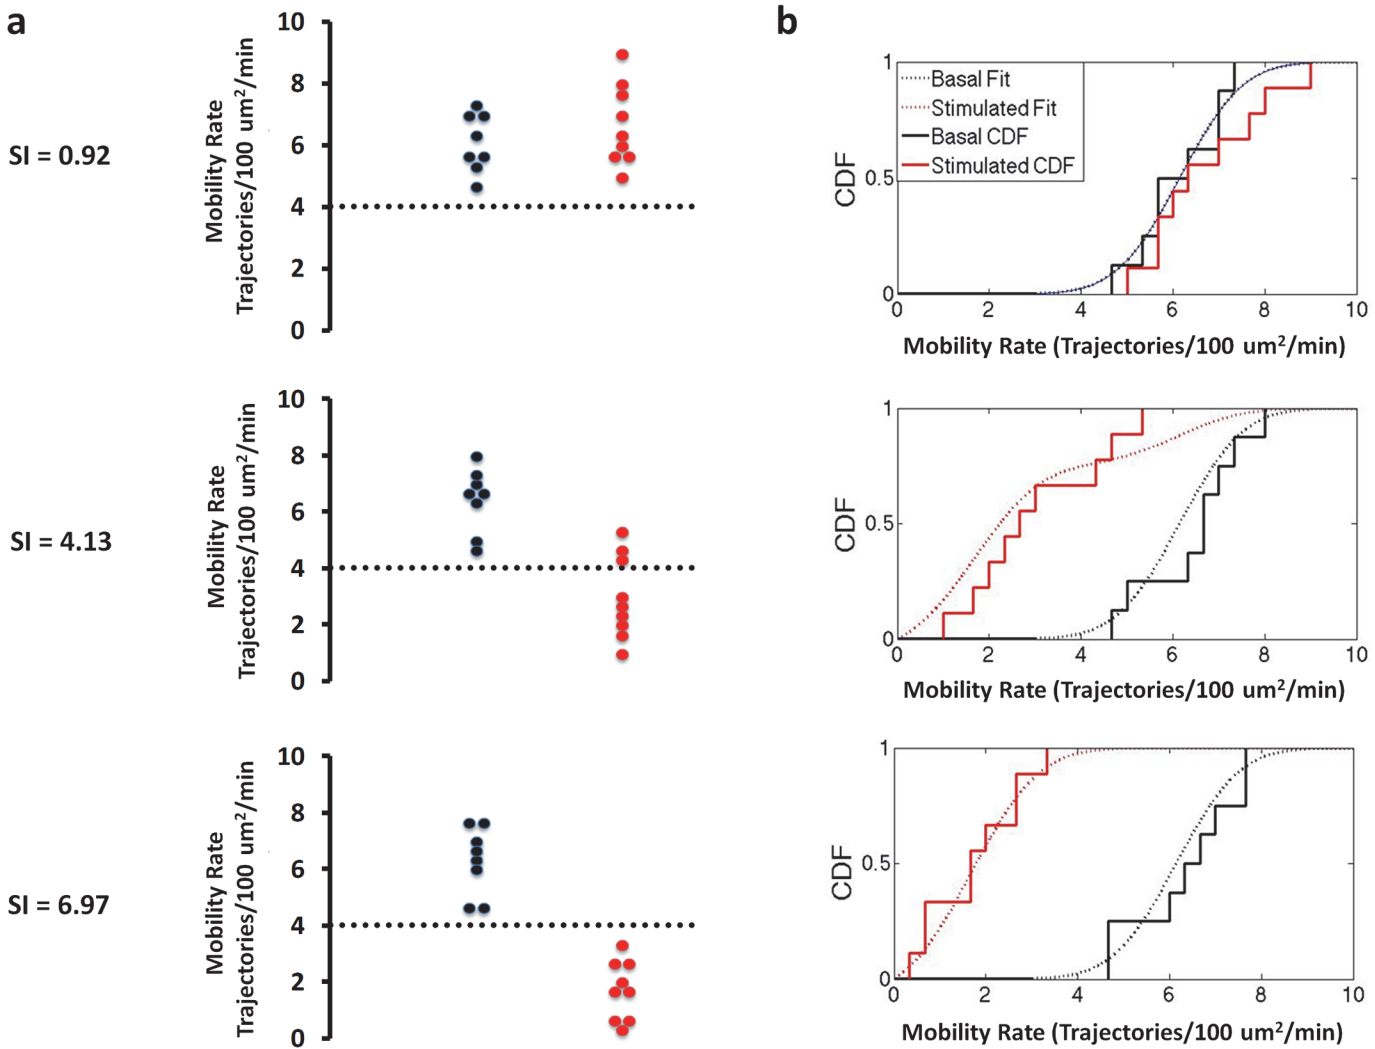 a
b
SI = 0.92
Mobility Rate
Trajectories/100 um²/min
10
8
6
4
2
0
CDF
1
0.5
0
Basal Fit
Stimulated Fit
Basal CDF
Stimulated CDF
0 2 4 6 8 10
Mobility Rate (Trajectories/100 um²/min)
SI = 4.13
Mobility Rate
Trajectories/100 um²/min
10
8
6
4
2
0
CDF
1
0.5
0
0 2 4 6 8 10
Mobility Rate (Trajectories/100 um²/min)
SI = 6.97
Mobility Rate
Trajectories/100 um²/min
10
8
6
4
2
0
CDF
1
0.5
0
0 2 4 6 8 10
Mobility Rate (Trajectories/100 um²/min)